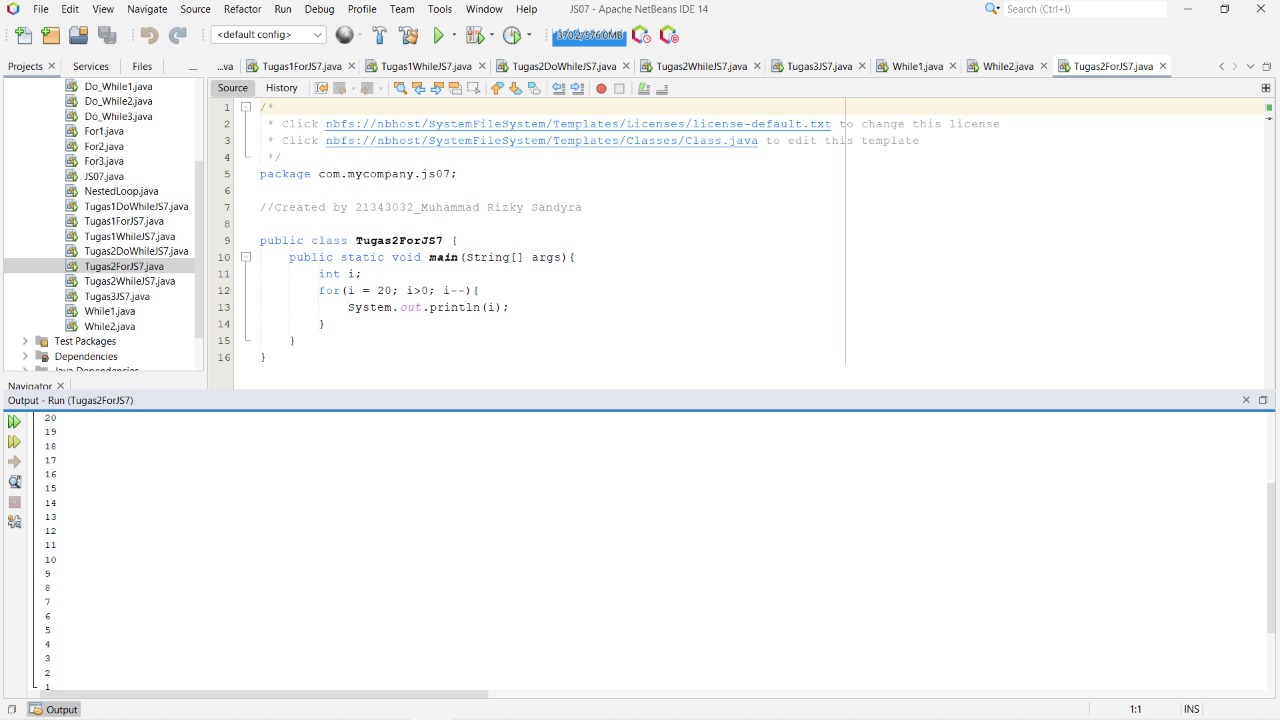 File Edit View Navigate Source Refactor Run Debug Profile Team Tools Window Help JS07 - Apache NetBeans IDE 14 Search (Ctrl+I)
<default config> 370.2/576.0MB
Projects Services Files ...va Tugas1ForJS7.java Tugas1WhileJS7.java Tugas2DoWhileJS7.java Tugas2WhileJS7.java Tugas3JS7.java While1.java While2.java Tugas2ForJS7.java
Do_While1.java
Do_While2.java
Do_While3.java
For1.java
For2.java
For3.java
JS07.java
NestedLoop.java
Tugas1DoWhileJS7.java
Tugas1ForJS7.java
Tugas1WhileJS7.java
Tugas2DoWhileJS7.java
Tugas2ForJS7.java
Tugas2WhileJS7.java
Tugas3JS7.java
While1.java
While2.java
Test Packages
Dependencies
Java Dependencies
Navigator
Source History
1 /*
2 * Click nbfs://nbhost/SystemFileSystem/Templates/Licenses/license-default.txt to change this license
3 * Click nbfs://nbhost/SystemFileSystem/Templates/Classes/Class.java to edit this template
4 */
5 package com.mycompany.js07;
6
7 //Created by 21343032_Muhammad Rizky Sandyra
8
9 public class Tugas2ForJS7 {
10 public static void main(String[] args){
11 int i;
12 for(i = 20; i>0; i--){
13 System.out.println(i);
14 }
15 }
16 }
Output - Run (Tugas2ForJS7)
20
19
18
17
16
15
14
13
12
11
10
9
8
7
6
5
4
3
2
1
Output 1:1 INS